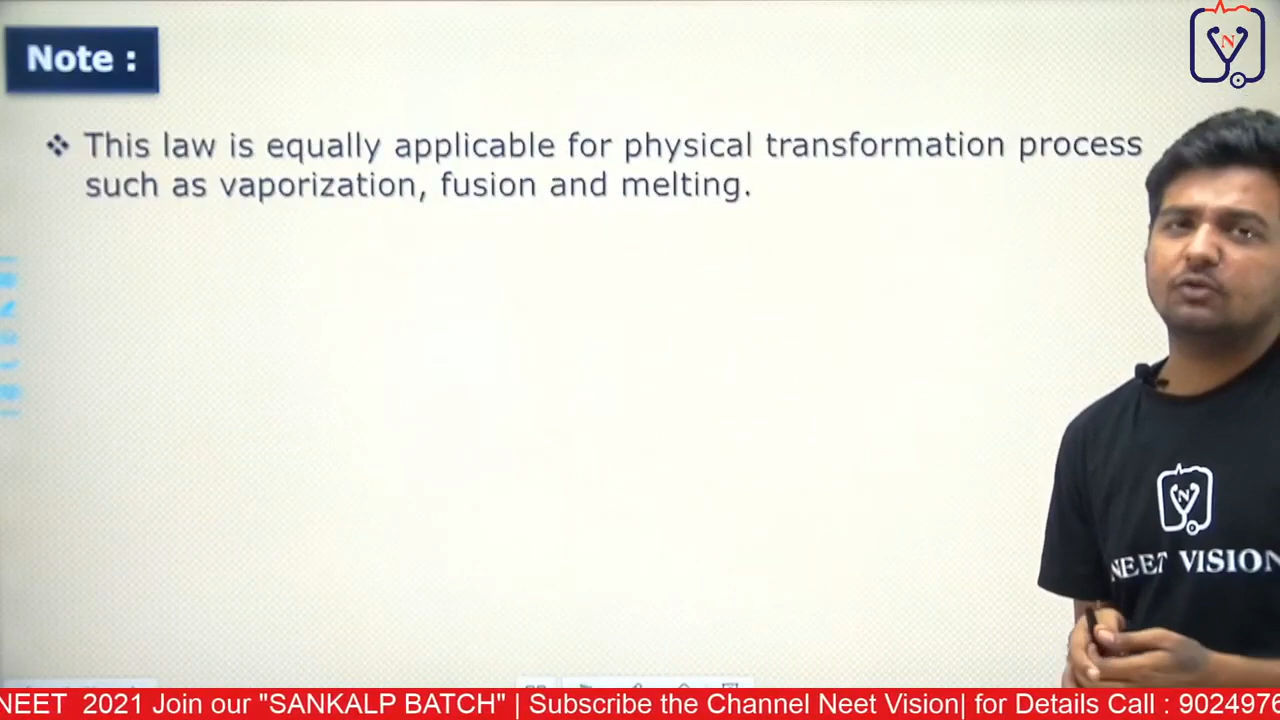 Note :
N
❖ This law is equally applicable for physical transformation process
such as vaporization, fusion and melting.
N
NEET VISION
NEET 2021 Join our "SANKALP BATCH" | Subscribe the Channel Neet Vision| for Details Call : 9024976